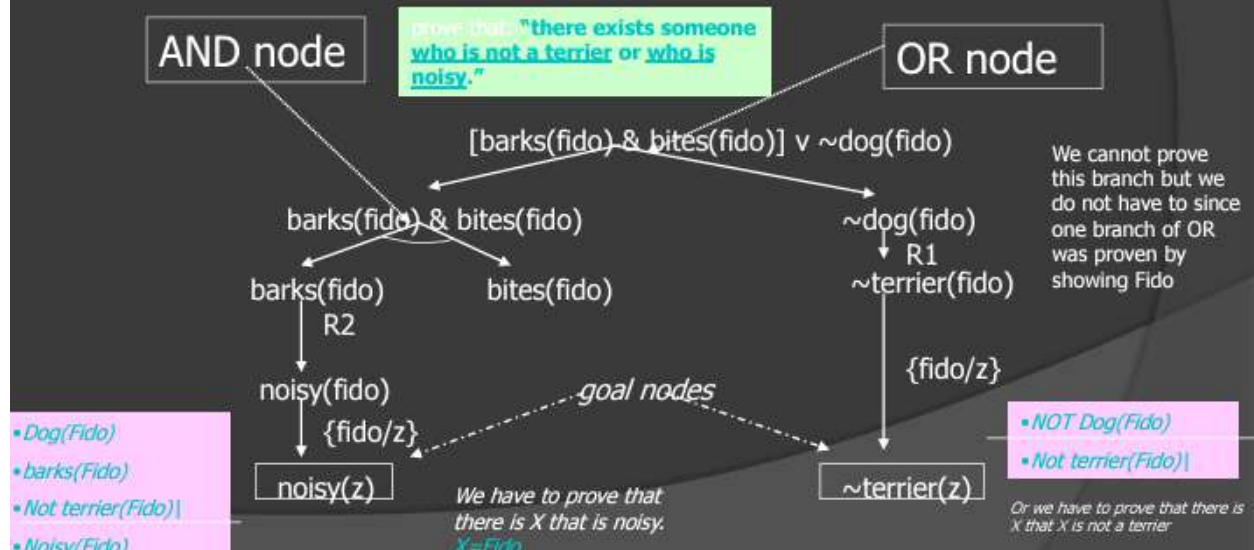 AND node
prove that: "there exists someone
who is not a terrier or who is
noisy."
OR node
[barks(fido) & bites(fido)] v ~dog(fido)
We cannot prove
this branch but we
do not have to since
one branch of OR
was proven by
showing Fido
barks(fido) & bites(fido)
~dog(fido)
R1
barks(fido)
bites(fido)
~terrier(fido)
R2
{fido/z}
noisy(fido)
goal nodes
{fido/z}
•Dog(Fido)
•barks(Fido)
•Not terrier(Fido)|
•Noisy(Fido)
noisy(z)
We have to prove that
there is X that is noisy.
X=Fido
~terrier(z)
•NOT Dog(Fido)
•Not terrier(Fido)|
Or we have to prove that there is
X that X is not a terrier